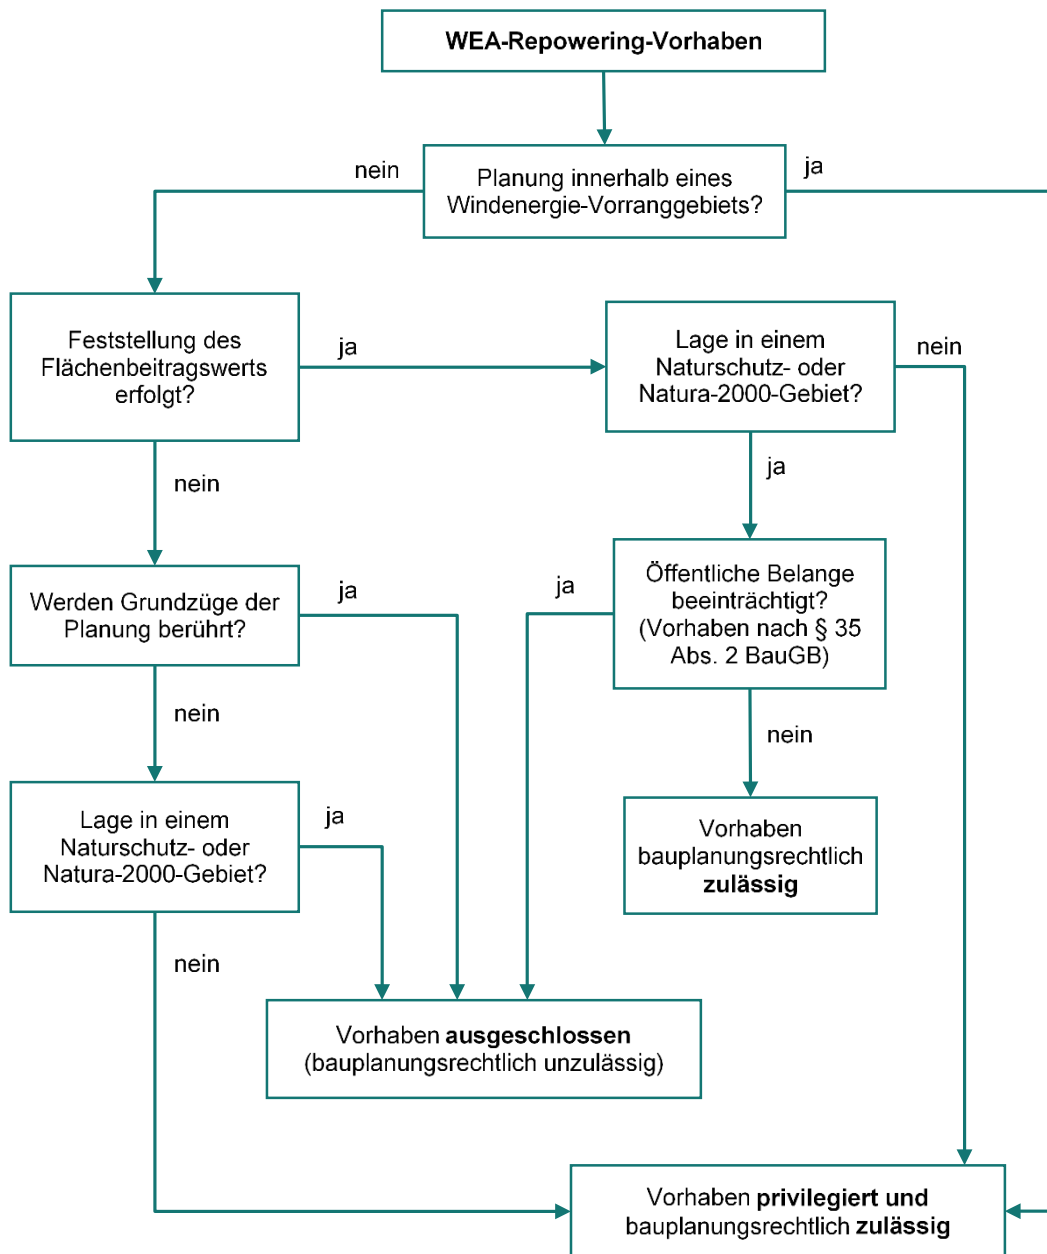 WEA-Repowering-Vorhaben
nein
ja
Planung innerhalb eines
Windenergie-Vorranggebiets?
Feststellung des
Flächenbeitragswerts
erfolgt?
ja
Lage in einem
Naturschutz- oder
Natura-2000-Gebiet?
nein
nein
ja
Werden Grundzüge der
Planung berührt?
ja
ja
Öffentliche Belange
beeinträchtigt?
(Vorhaben nach § 35
Abs. 2 BauGB)
nein
nein
Lage in einem
Naturschutz- oder
Natura-2000-Gebiet?
ja
Vorhaben
bauplanungsrechtlich
zulässig
nein
Vorhaben ausgeschlossen
(bauplanungsrechtlich unzulässig)
Vorhaben privilegiert und
bauplanungsrechtlich zulässig